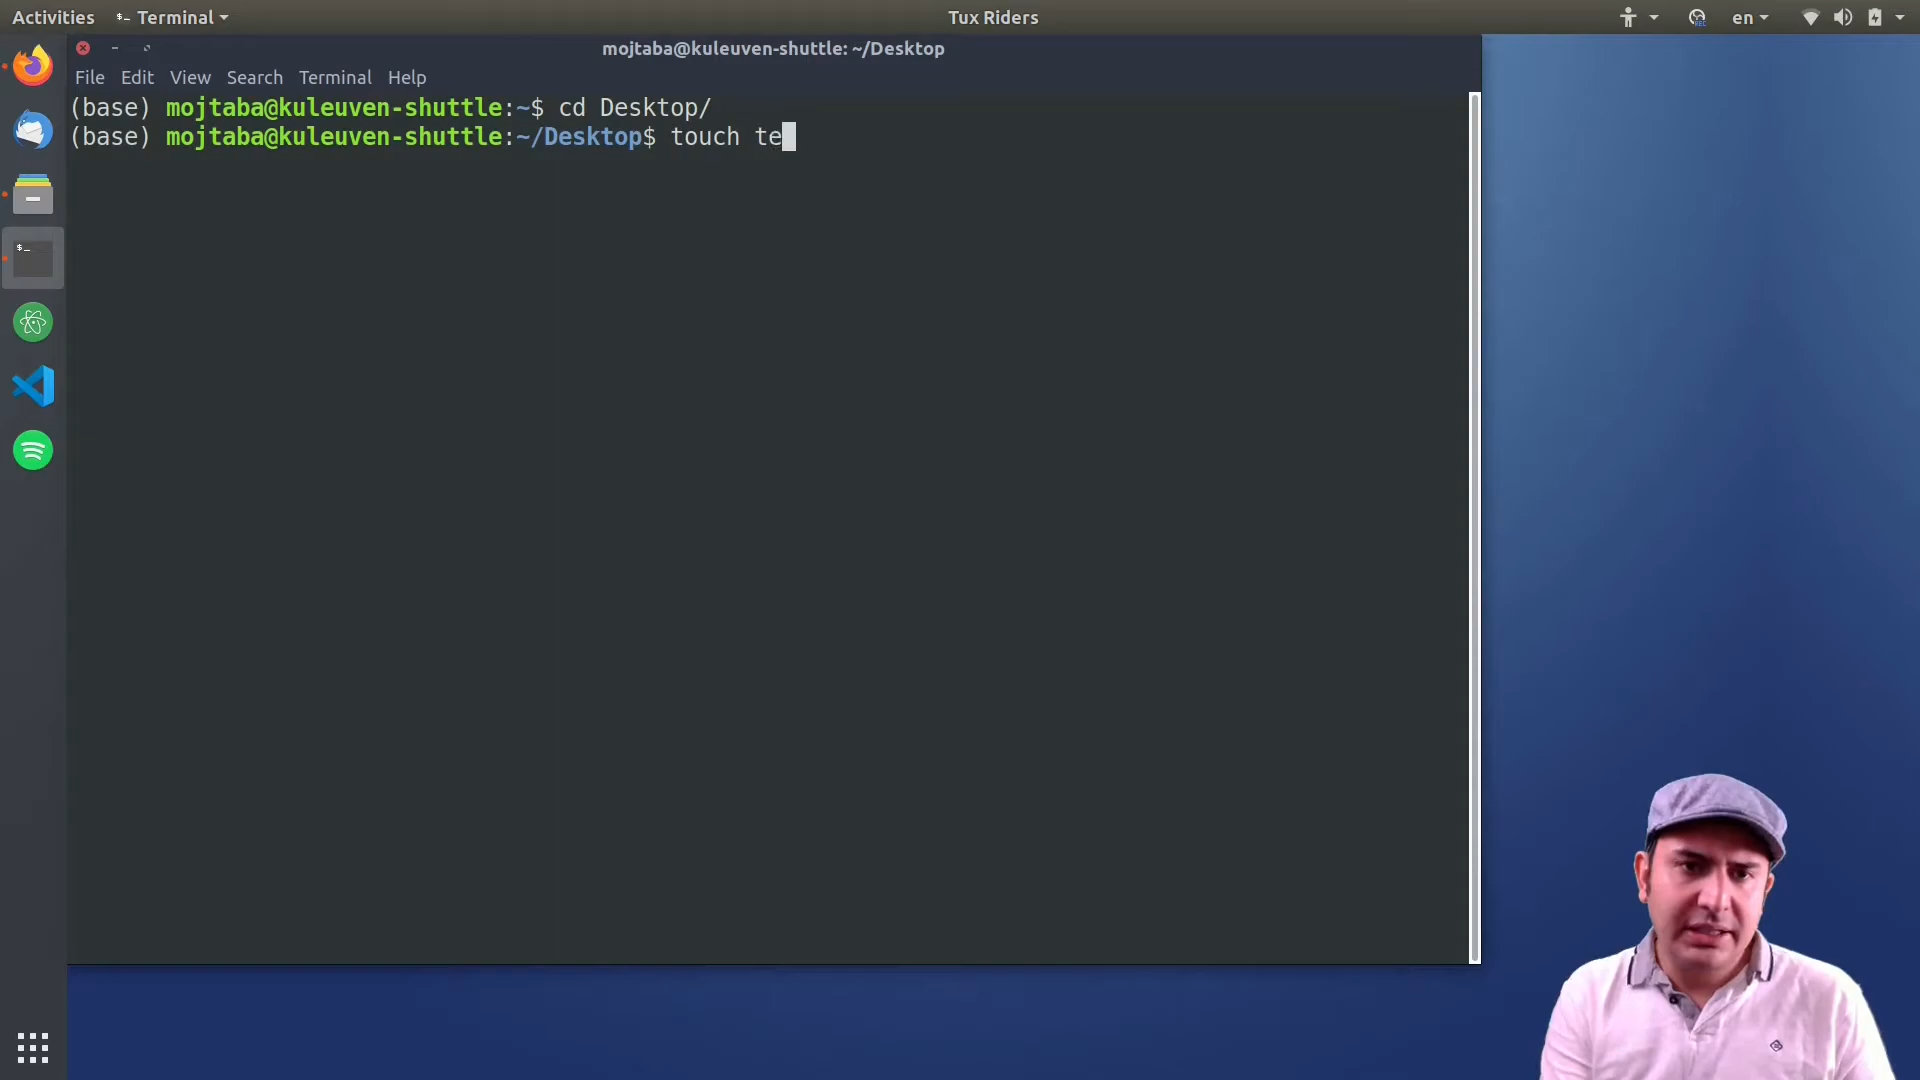 Activities
$_ Terminal
Tux Riders
REC
en
mojtaba@kuleuven-shuttle: ~/Desktop
File Edit View Search Terminal Help
(base) mojtaba@kuleuven-shuttle:~$ cd Desktop/
(base) mojtaba@kuleuven-shuttle:~/Desktop$ touch te
$_